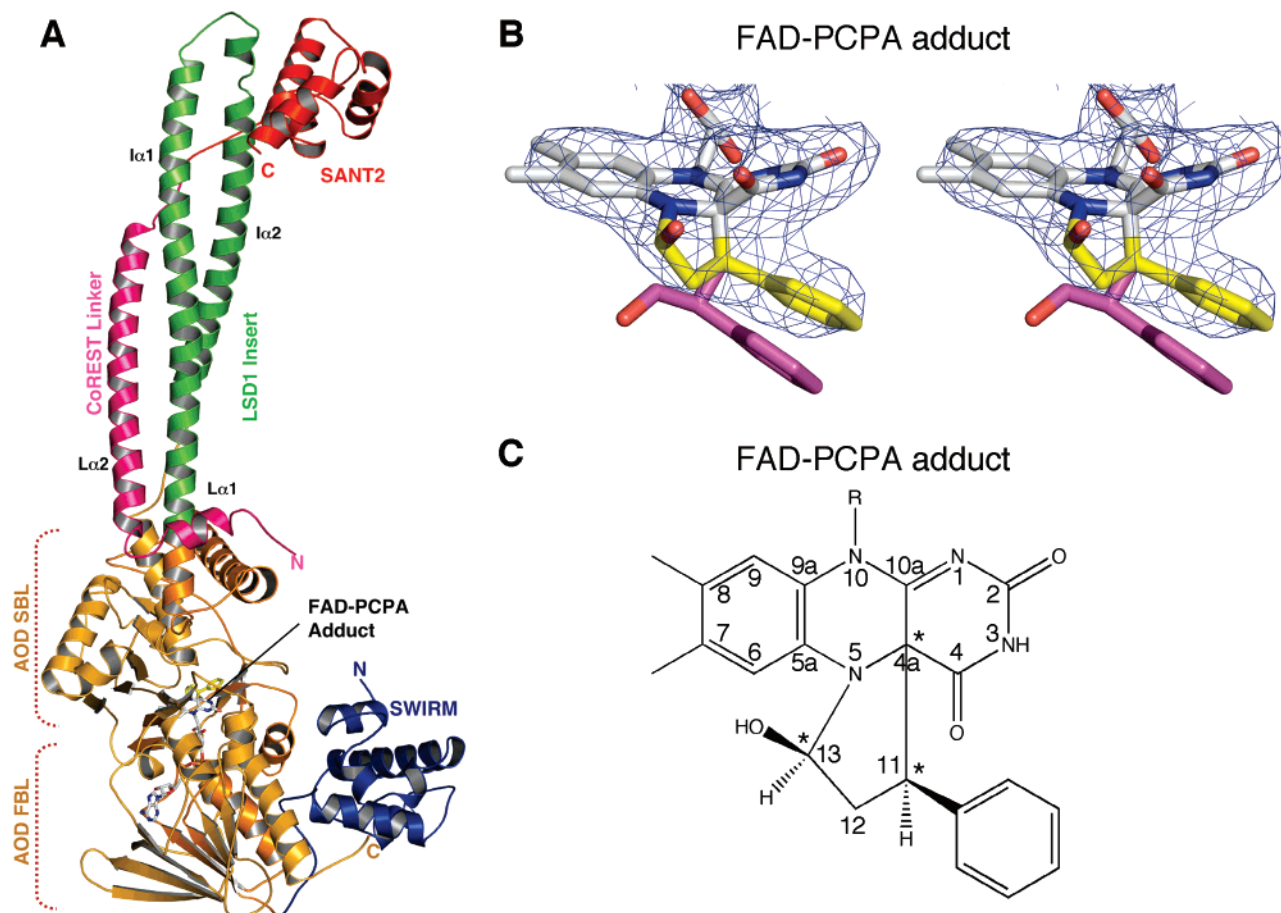 A
Iα1
C
SANT2
Iα2
CoREST Linker
LSD1 Insert
Lα2
Lα1
N
AOD SBL
FAD-PCPA
Adduct
N
SWIRM
AOD FBL
C
B
FAD-PCPA adduct
C
FAD-PCPA adduct
R
9
9a
N
10
10a
N
1
O
8
2
7
6
5a
5
N
*
4a
4
3
NH
HO
*
13
O
11
*
H
12
H